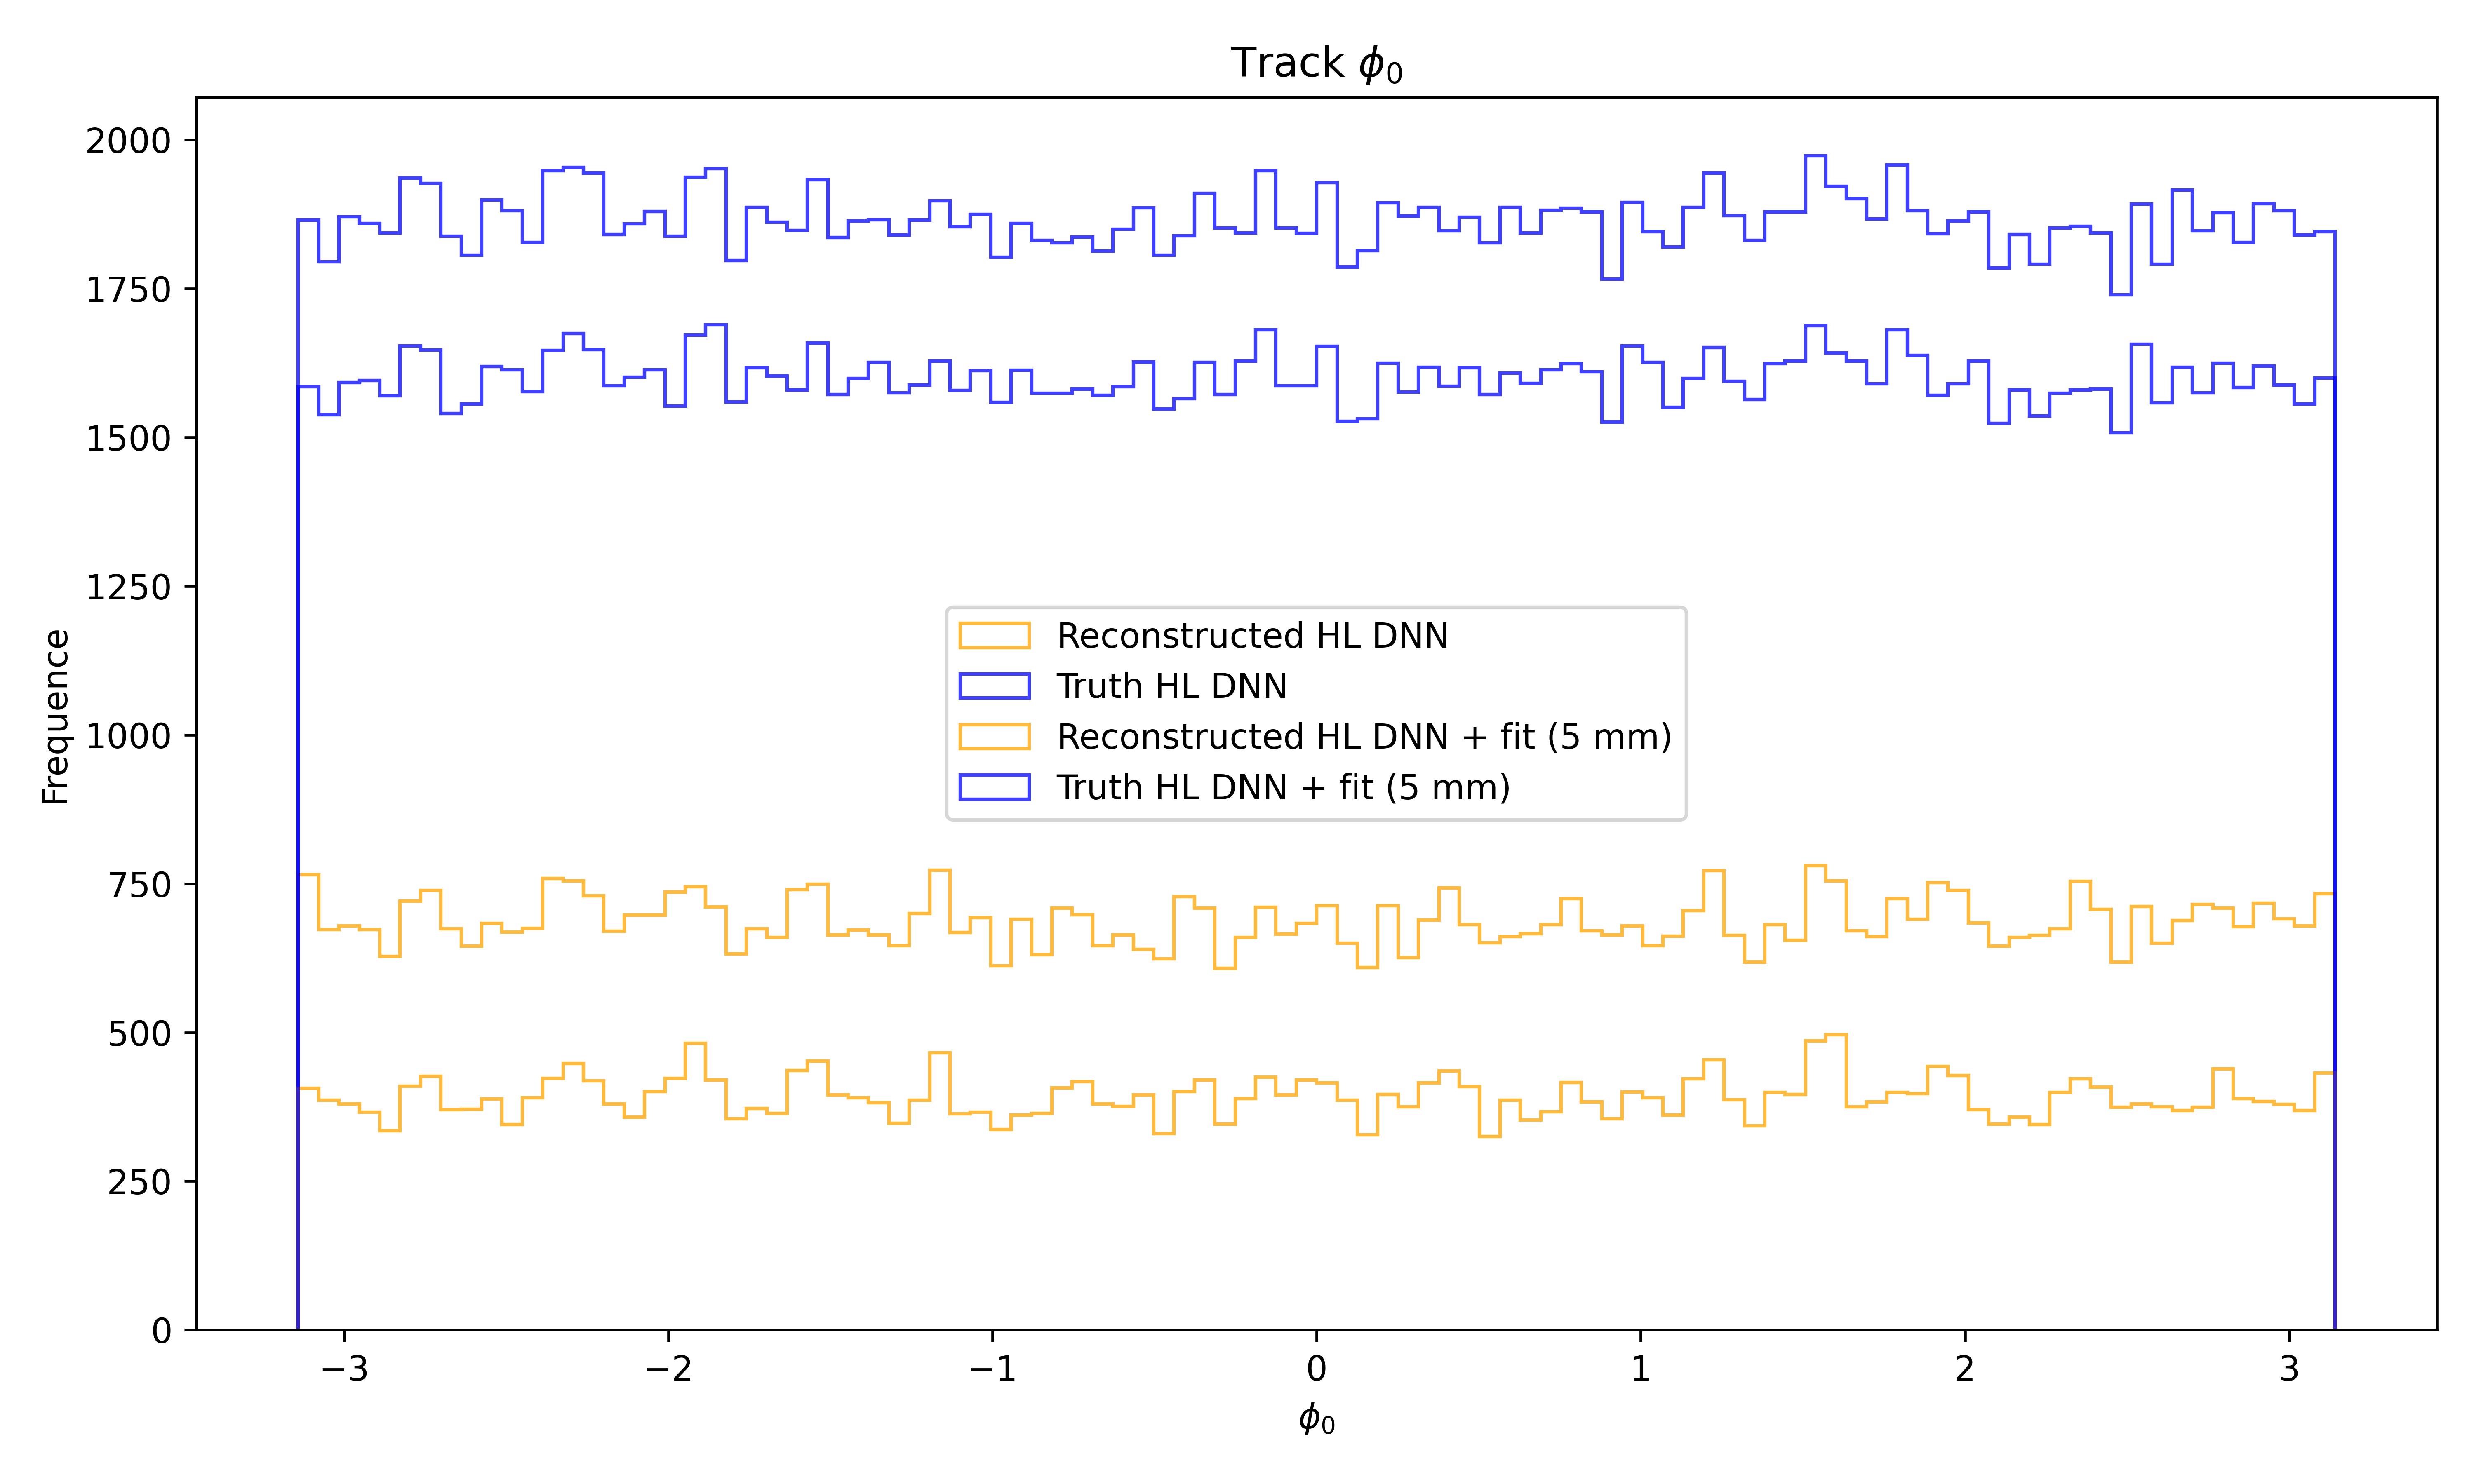 Track ϕ₀
Frequence
2000
1750
1500
1250
1000
750
500
250
0
Reconstructed HL DNN
Truth HL DNN
Reconstructed HL DNN + fit (5 mm)
Truth HL DNN + fit (5 mm)
−3 −2 −1 0 1 2 3
ϕ₀